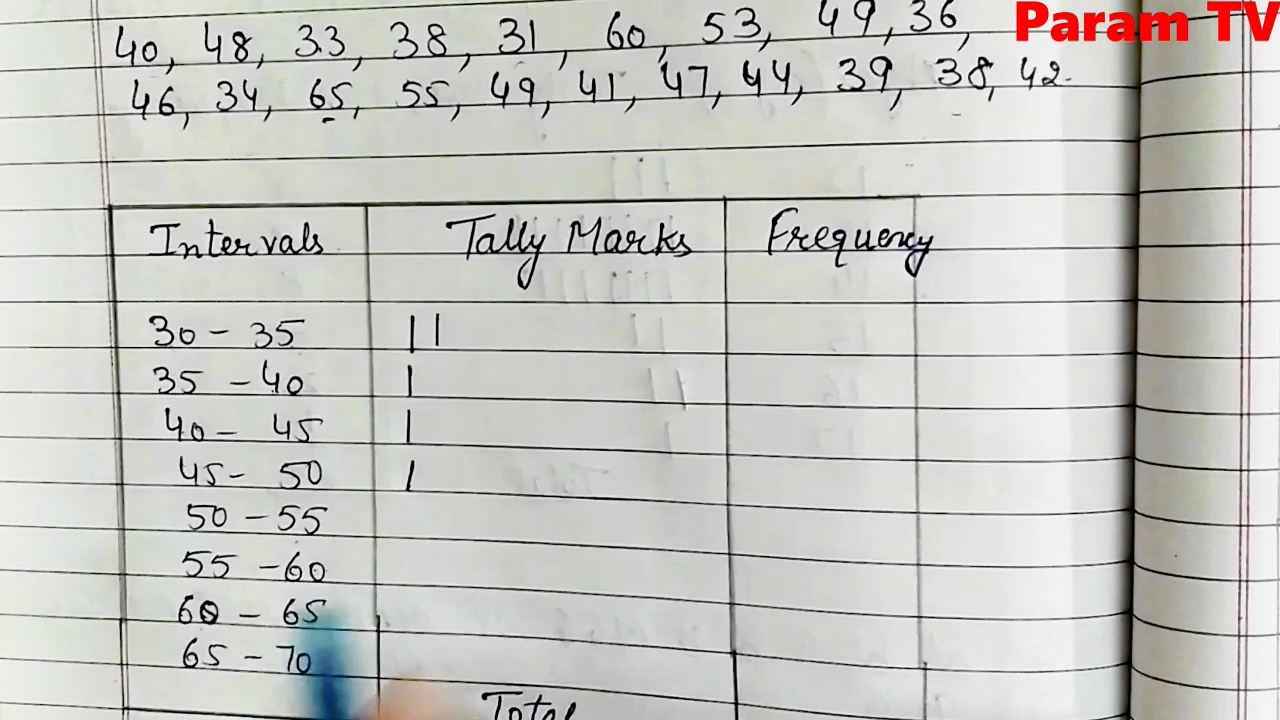 Param TV
40, 48, 33, 38, 31, 60, 53, 49, 36,
46, 34, 65, 55, 49, 41, 47, 44, 39, 38, 42.
Intervals Tally Marks Frequency
30 - 35 ||
35 - 40 |
40 - 45 |
45 - 50 |
50 - 55
55 - 60
60 - 65
65 - 70
Total